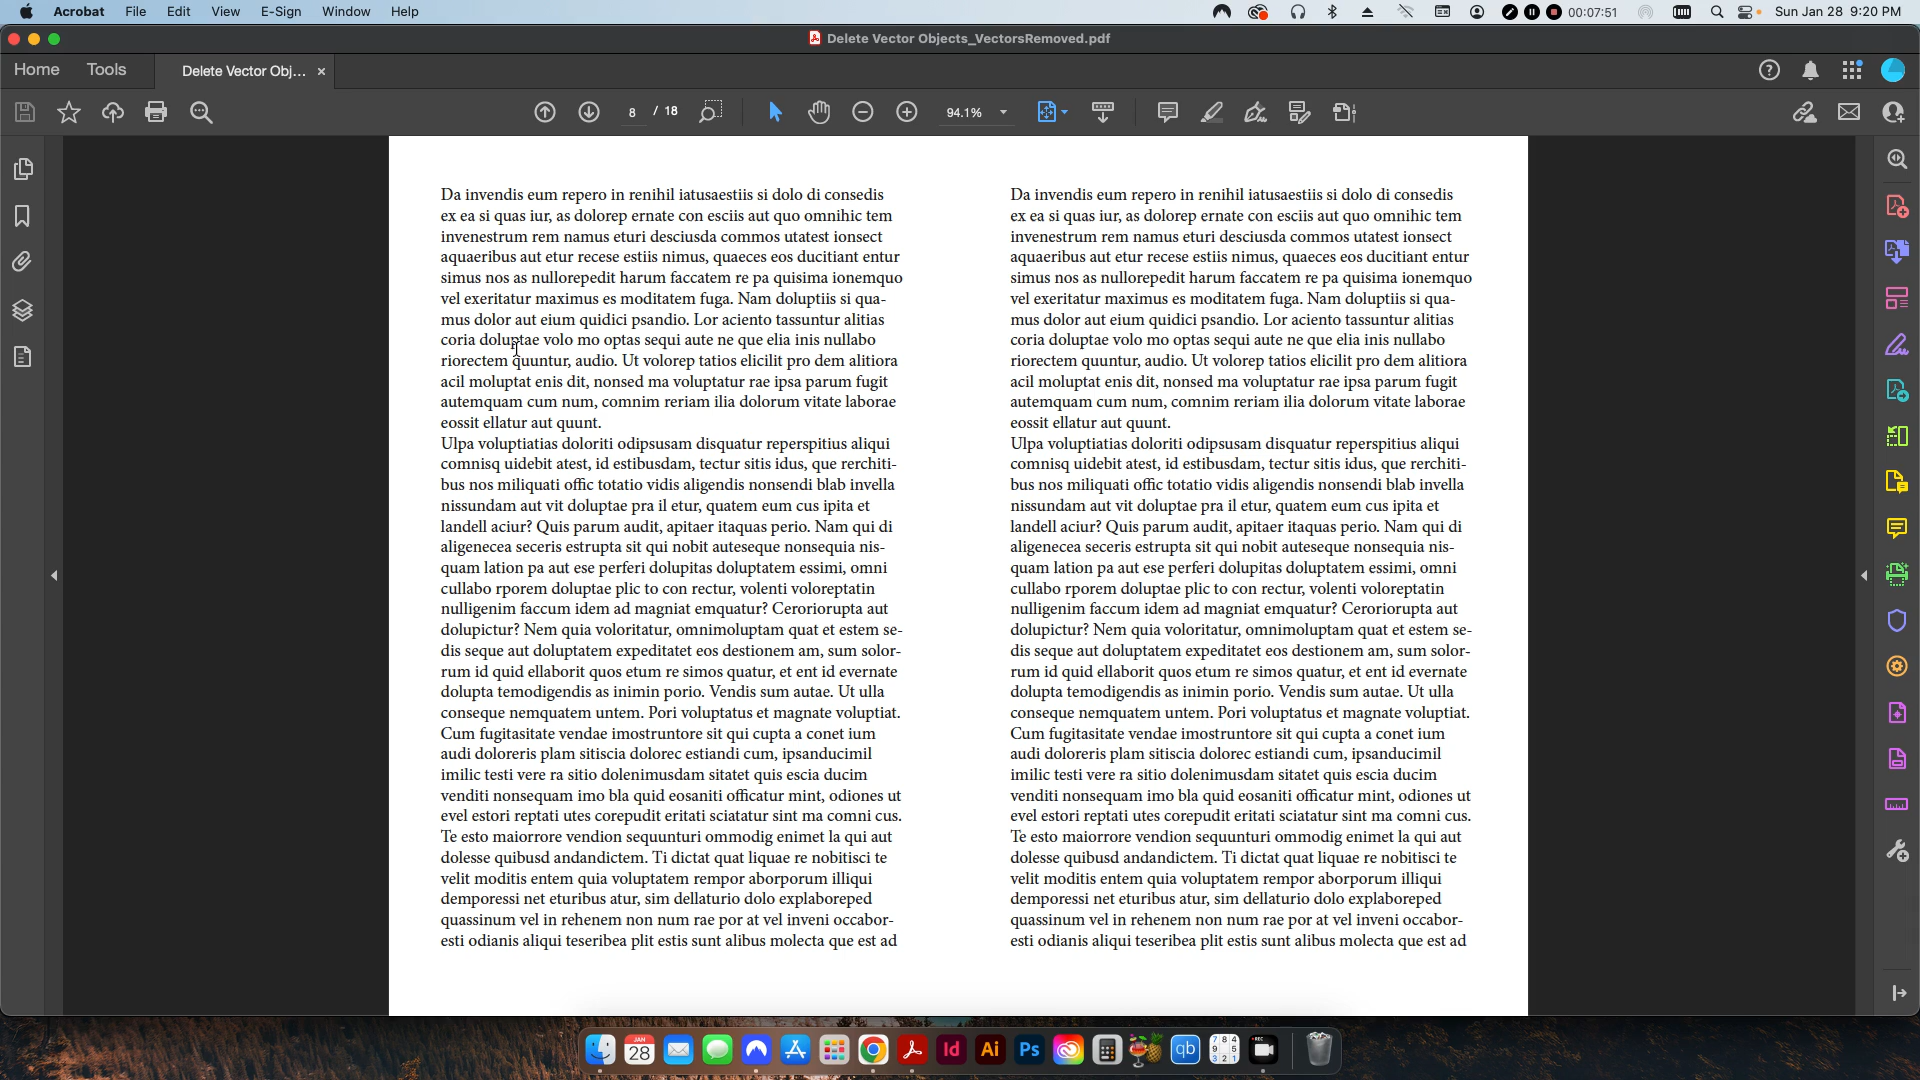 Acrobat File Edit View E-Sign Window Help
00:07:51
Sun Jan 28 9:20 PM
Delete Vector Objects_VectorsRemoved.pdf
Home Tools Delete Vector Obj... ×
8 / 18
94.1%
Da invendis eum repero in renihil iatusaestiis si dolo di consedis
ex ea si quas iur, as dolorep ernate con esciis aut quo omnihic tem
invenestrum rem namus eturi desciusda commos utatest ionsect
aquaeribus aut etur recese estiis nimus, quaeces eos ducitiant entur
simus nos as nullorepedit harum faccatem re pa quisima ionemquo
vel exeritatur maximus es moditatem fuga. Nam doluptiis si qua-
mus dolor aut eium quidici psandio. Lor aciento tassuntur alitias
coria doluptae volo mo optas sequi aute ne que elia inis nullabo
riorectem quuntur, audio. Ut volorep tatios elicilit pro dem alitiora
acil moluptat enis dit, nonsed ma voluptatur rae ipsa parum fugit
autemquam cum num, comnim reriam ilia dolorum vitate laborae
eossit ellatur aut quunt.
Ulpa voluptiatias doloriti odipsusam disquatur reperspitius aliqui
comnisq uidebit atest, id estibusdam, tectur sitis idus, que rerchiti-
bus nos miliquati offic totatio vidis aligendis nonsendi blab invella
nissundam aut vit doluptae pra il etur, quatem eum cus ipita et
landell aciur? Quis parum audit, apitaer itaquas perio. Nam qui di
aligenecea seceris estrupta sit qui nobit auteseque nonsequia nis-
quam lation pa aut ese perferi dolupitas doluptatem essimi, omni
cullabo rporem doluptae plic to con rectur, volenti voloreptatin
nulligenim faccum idem ad magniat emquatur? Ceroriorupta aut
dolupictur? Nem quia voloritatur, omnimoluptam quat et estem se-
dis seque aut doluptatem expeditatet eos destionem am, sum solor-
rum id quid ellaborit quos etum re simos quatur, et ent id evernate
dolupta temodigendis as inimin porio. Vendis sum autae. Ut ulla
conseque nemquatem untem. Pori voluptatus et magnate voluptiat.
Cum fugitasitate vendae imostruntore sit qui cupta a conet ium
audi doloreris plam sitiscia dolorec estiandi cum, ipsanducimil
imilic testi vere ra sitio dolenimusdam sitatet quis escia ducim
venditi nonsequam imo bla quid eosaniti officatur mint, odiones ut
evel estori reptati utes corepudit eritati sciatatur sint ma comni cus.
Te esto maiorrore vendion sequunturi ommodig enimet la qui aut
dolesse quibusd andandictem. Ti dictat quat liquae re nobitisci te
velit moditis entem quia voluptatem rempor aborporum illiqui
demporessi net eturibus atur, sim dellaturio dolo explaboreped
quassinum vel in rehenem non num rae por at vel inveni occabor-
esti odianis aliqui teseribea plit estis sunt alibus molecta que est ad
Da invendis eum repero in renihil iatusaestiis si dolo di consedis
ex ea si quas iur, as dolorep ernate con esciis aut quo omnihic tem
invenestrum rem namus eturi desciusda commos utatest ionsect
aquaeribus aut etur recese estiis nimus, quaeces eos ducitiant entur
simus nos as nullorepedit harum faccatem re pa quisima ionemquo
vel exeritatur maximus es moditatem fuga. Nam doluptiis si qua-
mus dolor aut eium quidici psandio. Lor aciento tassuntur alitias
coria doluptae volo mo optas sequi aute ne que elia inis nullabo
riorectem quuntur, audio. Ut volorep tatios elicilit pro dem alitiora
acil moluptat enis dit, nonsed ma voluptatur rae ipsa parum fugit
autemquam cum num, comnim reriam ilia dolorum vitate laborae
eossit ellatur aut quunt.
Ulpa voluptiatias doloriti odipsusam disquatur reperspitius aliqui
comnisq uidebit atest, id estibusdam, tectur sitis idus, que rerchiti-
bus nos miliquati offic totatio vidis aligendis nonsendi blab invella
nissundam aut vit doluptae pra il etur, quatem eum cus ipita et
landell aciur? Quis parum audit, apitaer itaquas perio. Nam qui di
aligenecea seceris estrupta sit qui nobit auteseque nonsequia nis-
quam lation pa aut ese perferi dolupitas doluptatem essimi, omni
cullabo rporem doluptae plic to con rectur, volenti voloreptatin
nulligenim faccum idem ad magniat emquatur? Ceroriorupta aut
dolupictur? Nem quia voloritatur, omnimoluptam quat et estem se-
dis seque aut doluptatem expeditatet eos destionem am, sum solor-
rum id quid ellaborit quos etum re simos quatur, et ent id evernate
dolupta temodigendis as inimin porio. Vendis sum autae. Ut ulla
conseque nemquatem untem. Pori voluptatus et magnate voluptiat.
Cum fugitasitate vendae imostruntore sit qui cupta a conet ium
audi doloreris plam sitiscia dolorec estiandi cum, ipsanducimil
imilic testi vere ra sitio dolenimusdam sitatet quis escia ducim
venditi nonsequam imo bla quid eosaniti officatur mint, odiones ut
evel estori reptati utes corepudit eritati sciatatur sint ma comni cus.
Te esto maiorrore vendion sequunturi ommodig enimet la qui aut
dolesse quibusd andandictem. Ti dictat quat liquae re nobitisci te
velit moditis entem quia voluptatem rempor aborporum illiqui
demporessi net eturibus atur, sim dellaturio dolo explaboreped
quassinum vel in rehenem non num rae por at vel inveni occabor-
esti odianis aliqui teseribea plit estis sunt alibus molecta que est ad
JAN
28
Id
Ai
Ps
qb